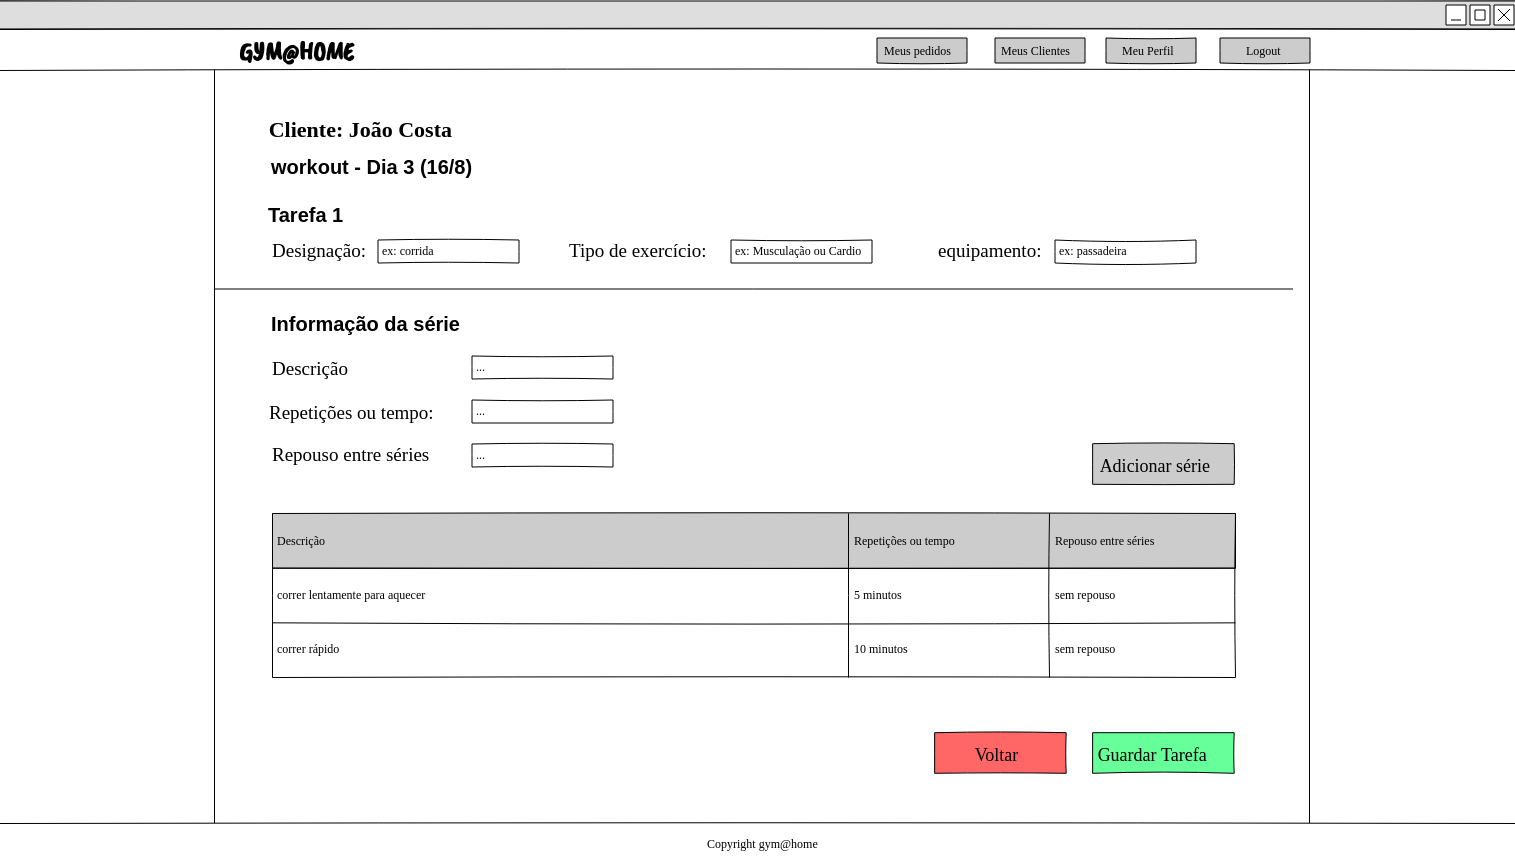 GYM@HOME
Meus pedidos
Meus Clientes
Meu Perfil
Logout
Cliente: João Costa
workout - Dia 3 (16/8)
Tarefa 1
Designação: ex: corrida Tipo de exercício: ex: Musculação ou Cardio equipamento: ex: passadeira
Informação da série
Descrição ...
Repetições ou tempo: ...
Repouso entre séries ...
Adicionar série
Descrição Repetições ou tempo Repouso entre séries
correr lentamente para aquecer 5 minutos sem repouso
correr rápido 10 minutos sem repouso
Voltar Guardar Tarefa
Copyright gym@home